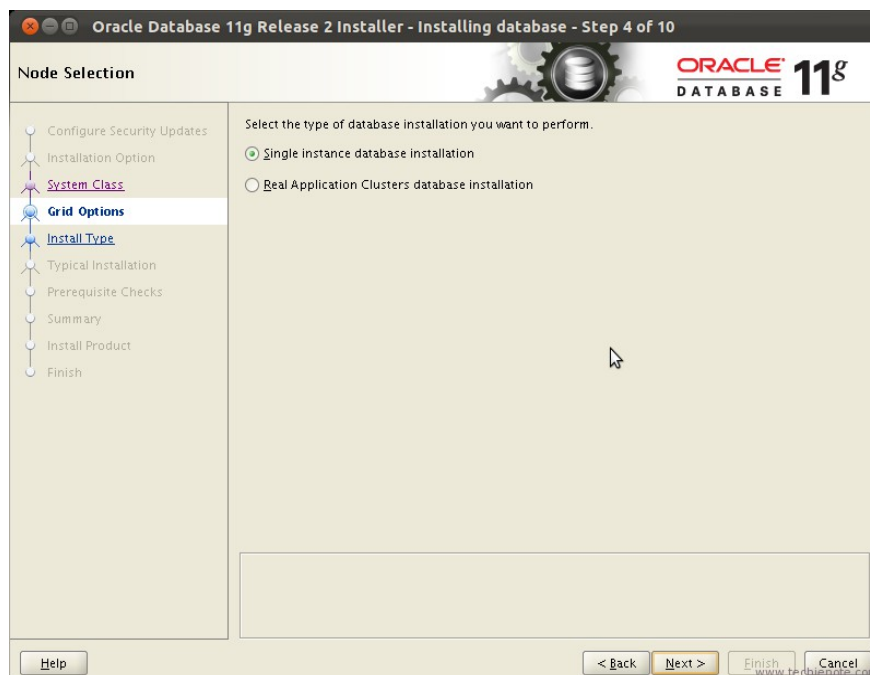 Oracle Database 11g Release 2 Installer - Installing database - Step 4 of 10
Node Selection
ORACLE
DATABASE
11g
Configure Security Updates
Installation Option
System Class
Grid Options
Install Type
Typical Installation
Prerequisite Checks
Summary
Install Product
Finish
Select the type of database installation you want to perform.
Single instance database installation
Real Application Clusters database installation
Help
< Back
Next >
Finish
Cancel